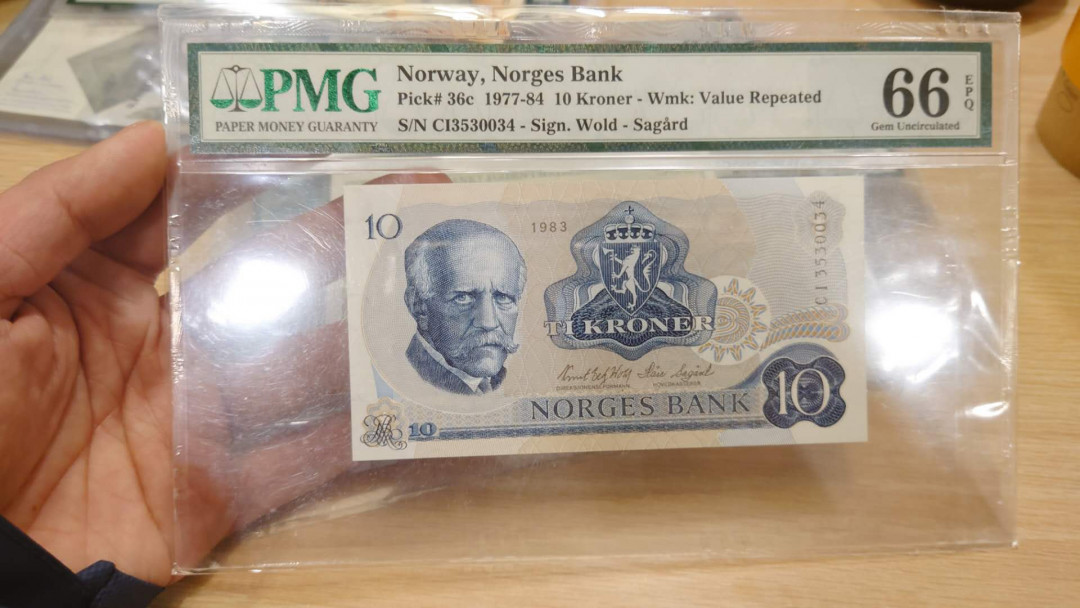 PMG
PAPER MONEY GUARANTY
Norway, Norges Bank
Pick# 36c 1977-84 10 Kroner - Wmk: Value Repeated
S/N CI3530034 - Sign. Wold - Sagård
66
EPQ
Gem Uncirculated
10
1983
CI3530034
TI KRONER
NORGES BANK
10
10